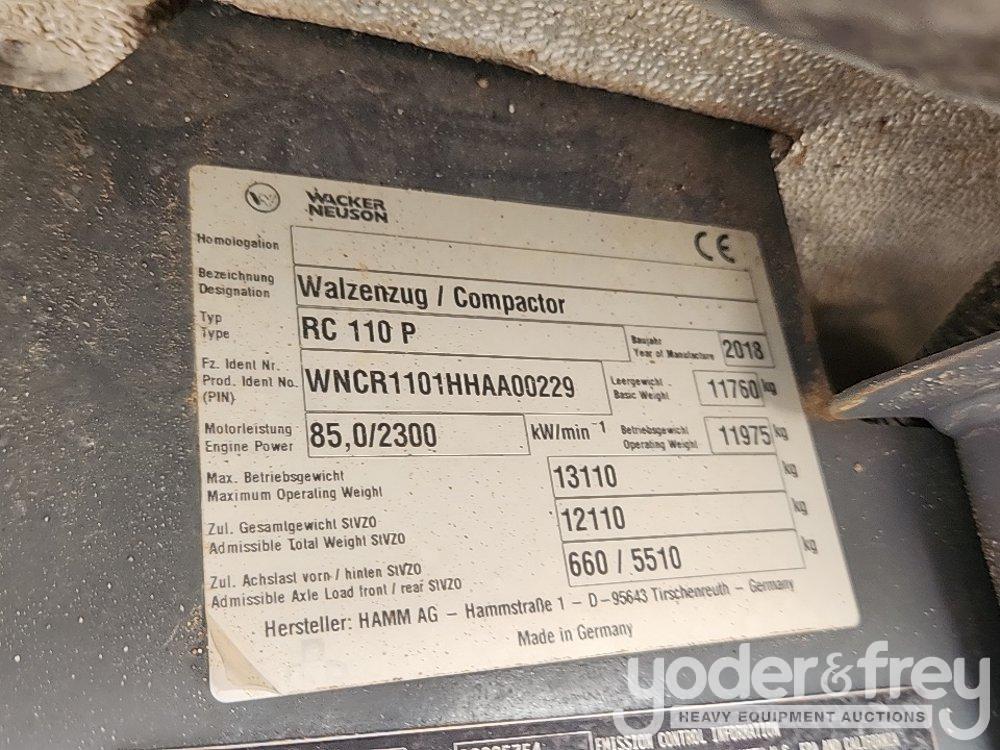 WACKER
NEUSON
CE
Homologation
Bezeichnung
Designation
Walzenzug / Compactor
Typ
Type
RC 110 P
Baujahr
Year of Manufacture
2018
Fz. Ident Nr.
Prod. Ident No.
(PIN)
WNCR1101HHAA00229
Leergewicht
Basic Weight
11760 kg
Motorleistung
Engine Power
85,0/2300
kW/min -1
Betriebsgewicht
Operating Weight
11975 kg
Max. Betriebsgewicht
Maximum Operating Weight
13110
kg
Zul. Gesamtgewicht StVZO
Admissible Total Weight StVZO
12110
kg
Zul. Achslast vorn / hinten StVZO
Admissible Axle Load front / rear StVZO
660 / 5510
kg
Hersteller: HAMM AG – Hammstraße 1 – D–95643 Tirschenreuth – Germany
Made in Germany
yoder&frey
HEAVY EQUIPMENT AUCTIONS
EMISSION CONTROL INFORMATION